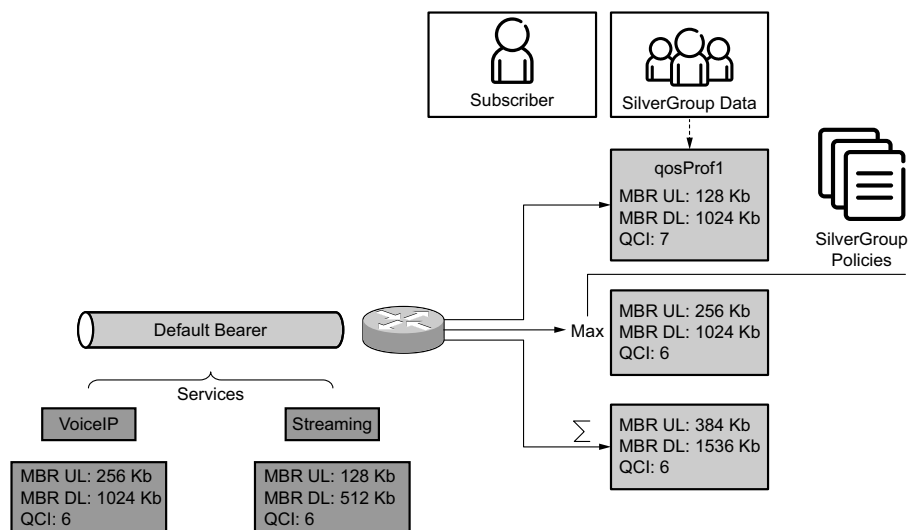 Subscriber
SilverGroup Data
qosProf1
MBR UL: 128 Kb
MBR DL: 1024 Kb
QCI: 7
SilverGroup
Policies
Default Bearer
Max
MBR UL: 256 Kb
MBR DL: 1024 Kb
QCI: 6
Services
VoiceIP
Streaming
∑
MBR UL: 384 Kb
MBR DL: 1536 Kb
QCI: 6
MBR UL: 256 Kb
MBR DL: 1024 Kb
QCI: 6
MBR UL: 128 Kb
MBR DL: 512 Kb
QCI: 6